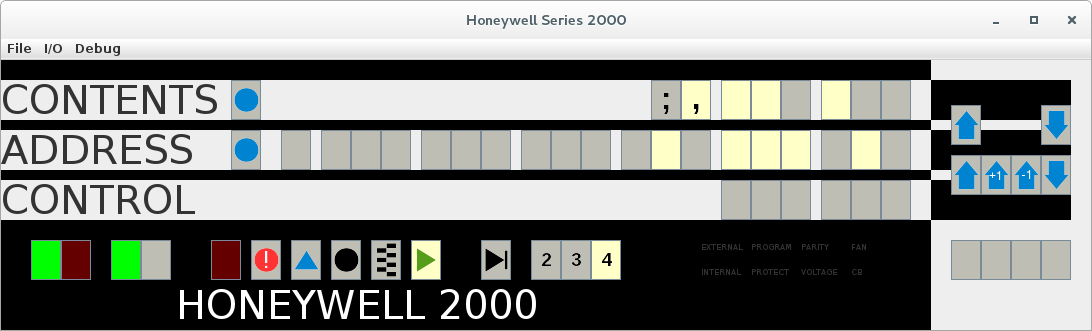 Honeywell Series 2000
File I/O Debug
CONTENTS ; ,
ADDRESS
+1 -1
CONTROL
! 2 3 4
EXTERNAL PROGRAM PARITY FAN
INTERNAL PROTECT VOLTAGE CB
HONEYWELL 2000